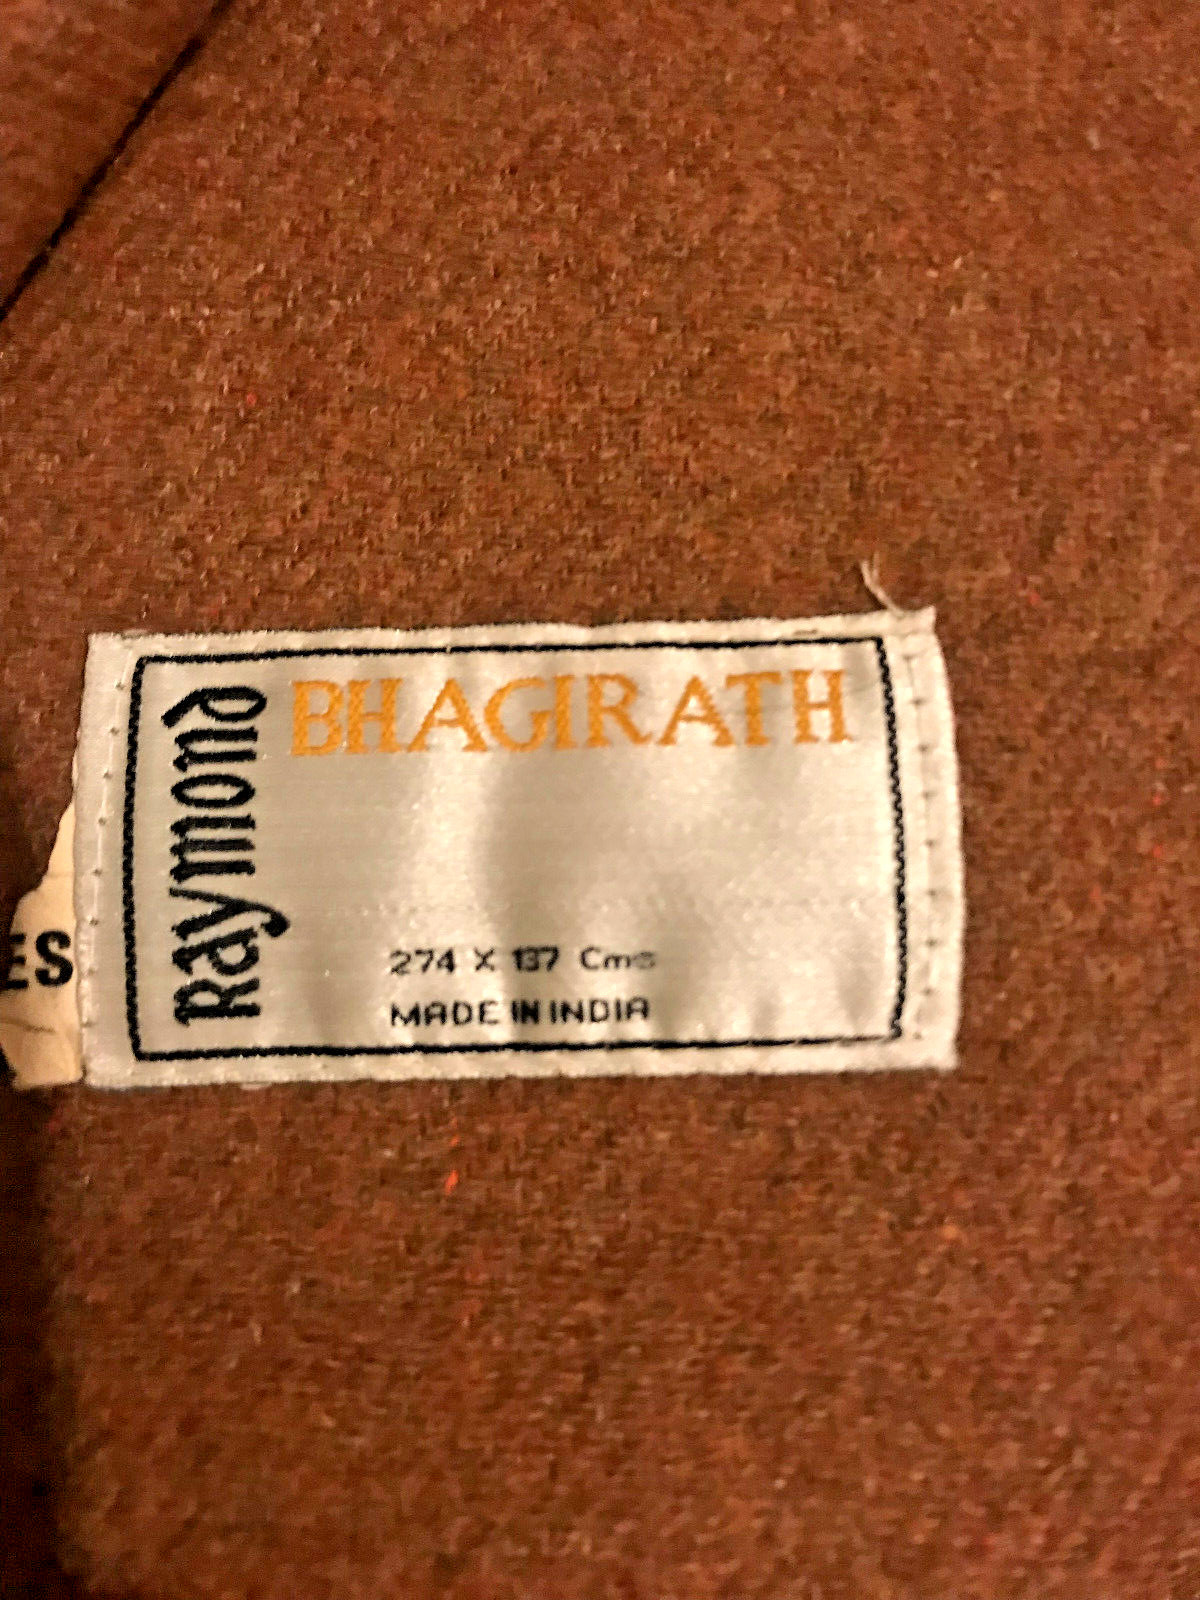 Raymond
BHAGIRATH
274 X 137 Cms
MADE IN INDIA
ES